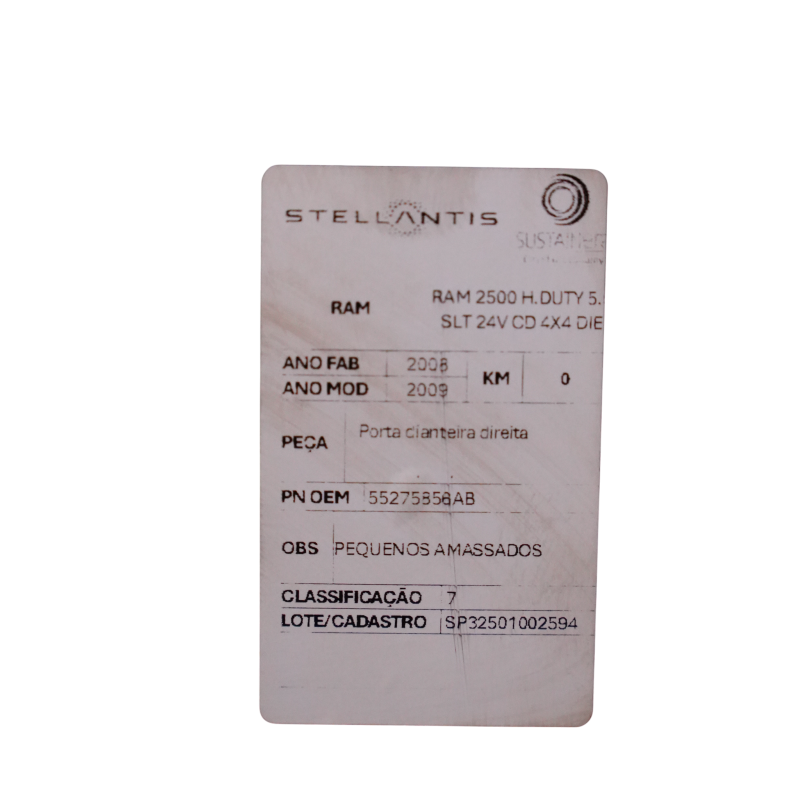 STELLANTIS
RAM
RAM 2500 H.DUTY 5.
SLT 24V CD 4X4 DIE
ANO FAB 2008
ANO MOD 2009
KM 0
PEÇA Porta dianteira direita
PN OEM 55275856AB
OBS PEQUENOS AMASSADOS
CLASSIFICAÇÃO 7
LOTE/CADASTRO SP32501002594